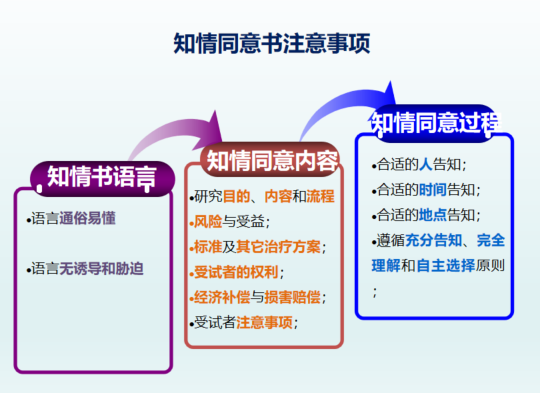 知情同意书注意事项
知情书语言
•语言通俗易懂
•语言无诱导和胁迫
知情同意内容
•研究目的、内容和流程
•风险与受益；
•标准及其它治疗方案；
•受试者的权利；
•经济补偿与损害赔偿；
•受试者注意事项；
知情同意过程
•合适的人告知；
•合适的时间告知；
•合适的地点告知；
•遵循充分告知、完全
理解和自主选择原则
；